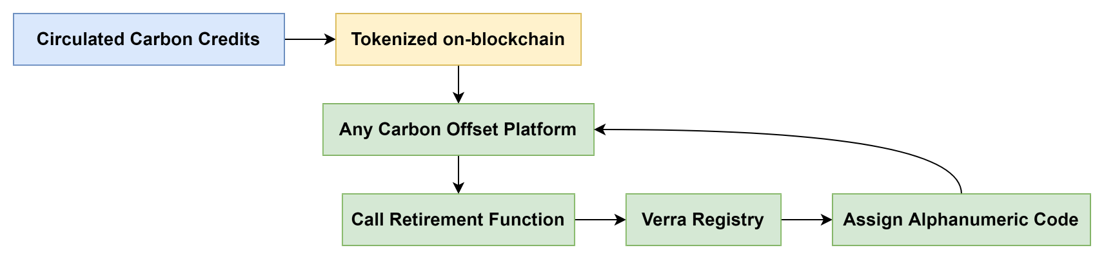 Circulated Carbon Credits
Tokenized on-blockchain
Any Carbon Offset Platform
Call Retirement Function
Verra Registry
Assign Alphanumeric Code